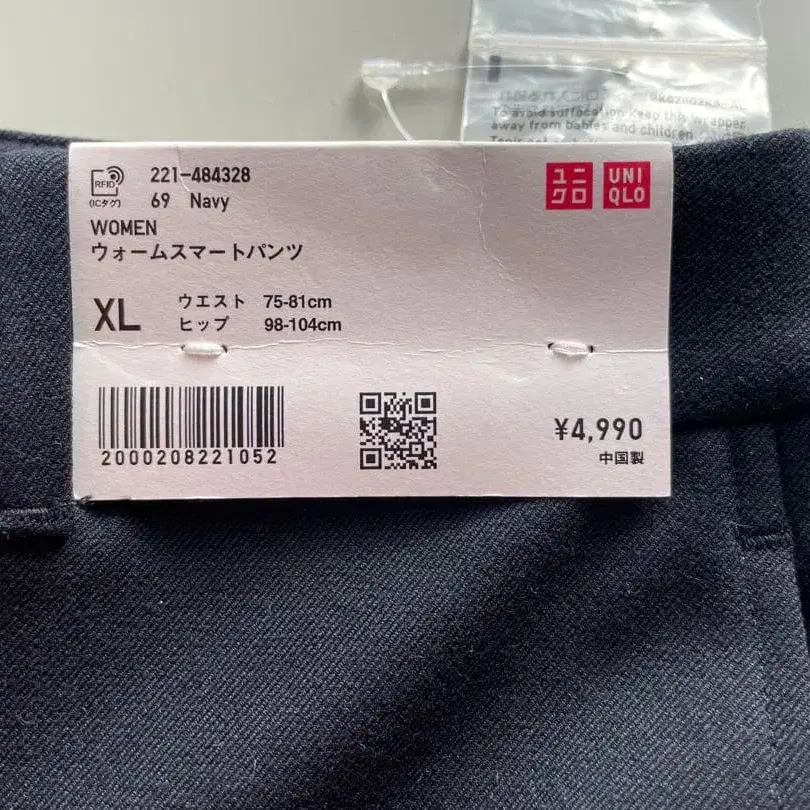 To avoid suffocation keep this wrapper
away from babies and children.
RFID
(ICタグ)
221-484328
69 Navy
ユニ
クロ
UNI
QLO
WOMEN
ウォームスマートパンツ
XL
ウエスト 75-81cm
ヒップ 98-104cm
2000208221052
¥4,990
中国製